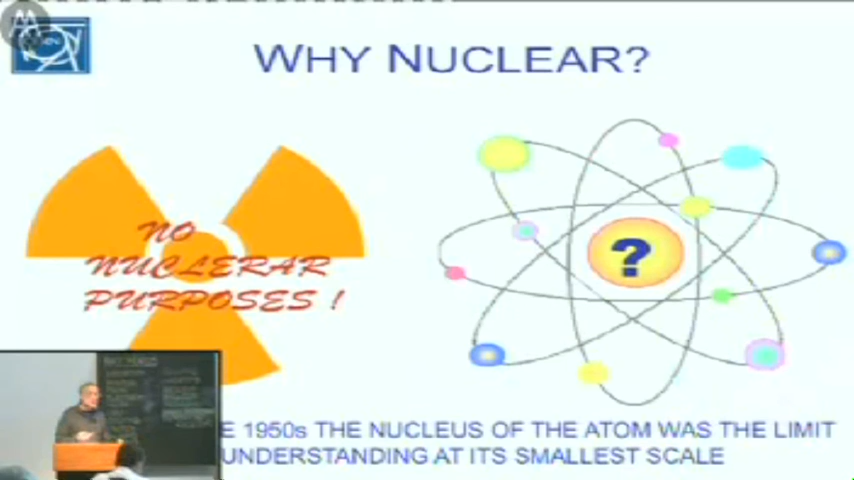 WHY NUCLEAR?
NO
NUCLERAR
PURPOSES !
?
E 1950s THE NUCLEUS OF THE ATOM WAS THE LIMIT
UNDERSTANDING AT ITS SMALLEST SCALE